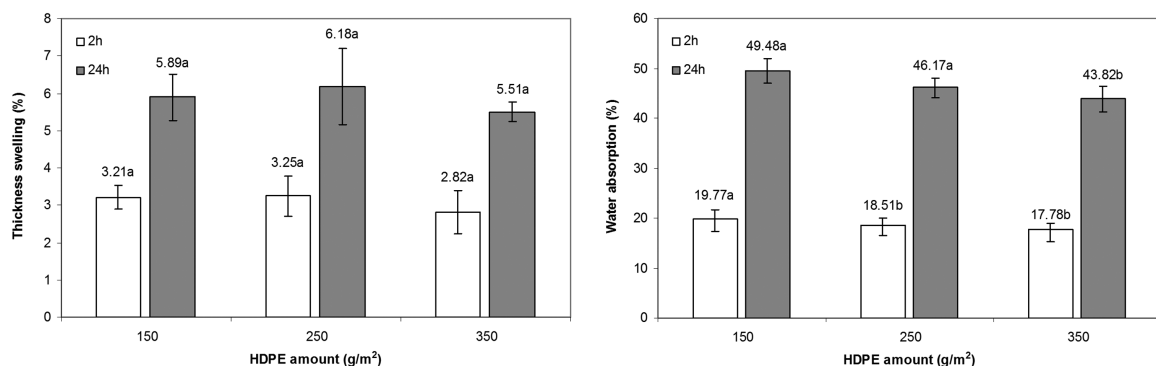 8
7
6
5
4
3
2
1
0
Thickness swelling (%)
2h
24h
3.21a
5.89a
3.25a
6.18a
2.82a
5.51a
150
250
350
HDPE amount (g/m²)
60
50
40
30
20
10
0
Water absorption (%)
2h
24h
19.77a
49.48a
18.51b
46.17a
17.78b
43.82b
150
250
350
HDPE amount (g/m²)